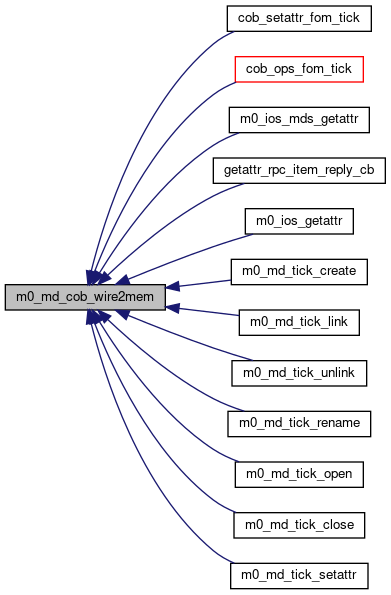 cob_setattr_fom_tick
cob_ops_fom_tick
m0_ios_mds_getattr
getattr_rpc_item_reply_cb
m0_ios_getattr
m0_md_cob_wire2mem
m0_md_tick_create
m0_md_tick_link
m0_md_tick_unlink
m0_md_tick_rename
m0_md_tick_open
m0_md_tick_close
m0_md_tick_setattr